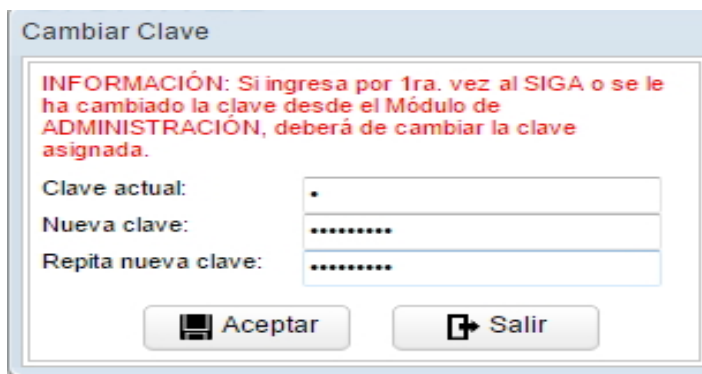 Cambiar Clave
INFORMACIÓN: Si ingresa por 1ra. vez al SIGA o se le
ha cambiado la clave desde el Módulo de
ADMINISTRACIÓN, deberá de cambiar la clave
asignada.
Clave actual: •
Nueva clave: •••••••••
Repita nueva clave: •••••••••
Aceptar Salir